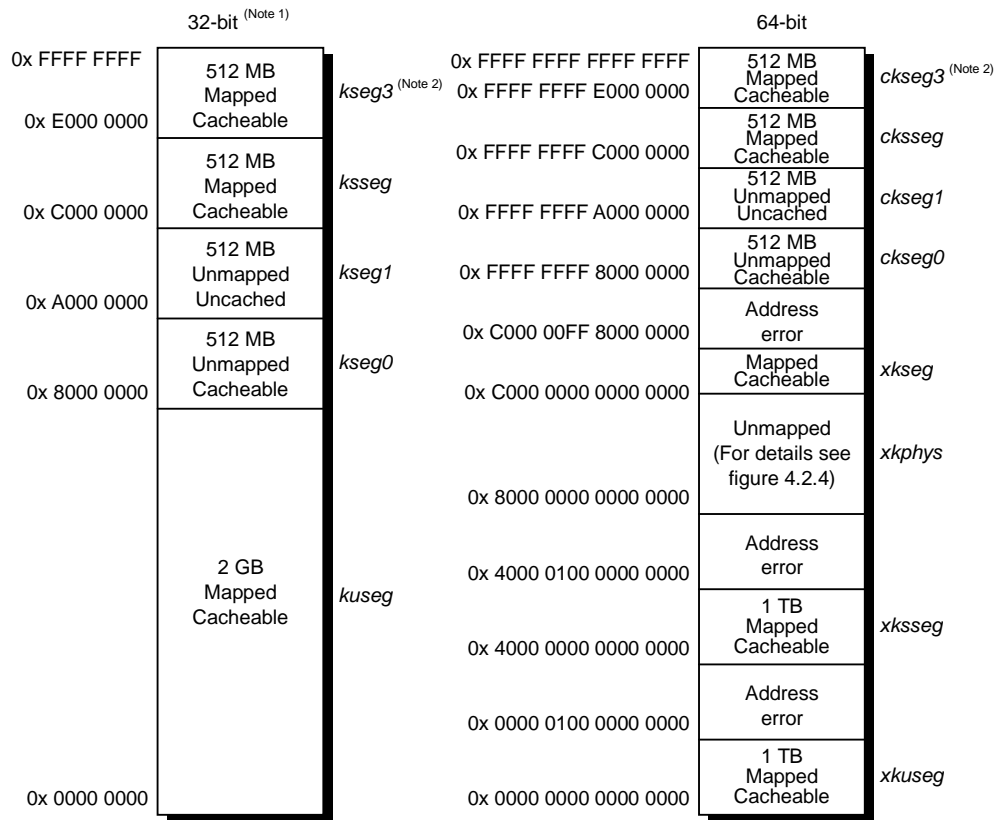 32-bit (Note 1)
0x FFFF FFFF
512 MB
Mapped
Cacheable
kseg3 (Note 2)
0x E000 0000
512 MB
Mapped
Cacheable
ksseg
0x C000 0000
512 MB
Unmapped
Uncached
kseg1
0x A000 0000
512 MB
Unmapped
Cacheable
kseg0
0x 8000 0000
2 GB
Mapped
Cacheable
kuseg
0x 0000 0000
64-bit
0x FFFF FFFF FFFF FFFF
512 MB
Mapped
Cacheable
ckseg3 (Note 2)
0x FFFF FFFF E000 0000
512 MB
Mapped
Cacheable
cksseg
0x FFFF FFFF C000 0000
512 MB
Unmapped
Uncached
ckseg1
0x FFFF FFFF A000 0000
512 MB
Unmapped
Cacheable
ckseg0
0x FFFF FFFF 8000 0000
Address
error
0x C000 00FF 8000 0000
Mapped
Cacheable
xkseg
0x C000 0000 0000 0000
Unmapped
(For details see
figure 4.2.4)
xkphys
0x 8000 0000 0000 0000
Address
error
0x 4000 0100 0000 0000
1 TB
Mapped
Cacheable
xksseg
0x 4000 0000 0000 0000
Address
error
0x 0000 0100 0000 0000
1 TB
Mapped
Cacheable
xkuseg
0x 0000 0000 0000 0000